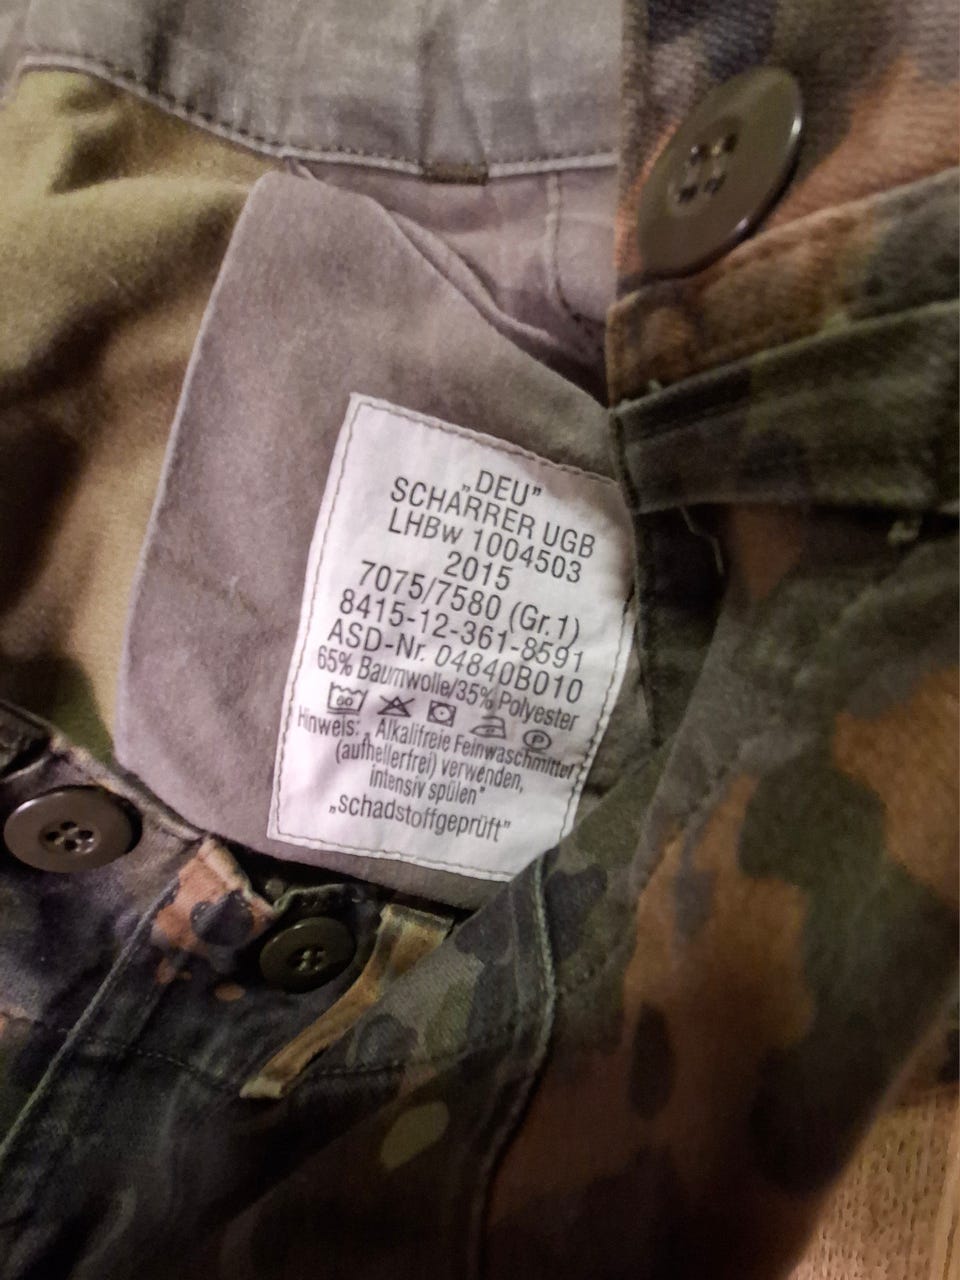 „DEU”
SCHARRER UGB
LHBw 1004503
2015
7075/7580 (Gr.1)
8415-12-361-8591
ASD-Nr. 04840B010
65% Baumwolle/35% Polyester
60 P
Hinweis: „Alkalifreie Feinwaschmittel
(aufhellerfrei) verwenden,
intensiv spülen”
„schadstoffgeprüft”